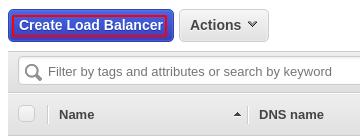 Create Load Balancer Actions
Filter by tags and attributes or search by keyword
Name DNS name